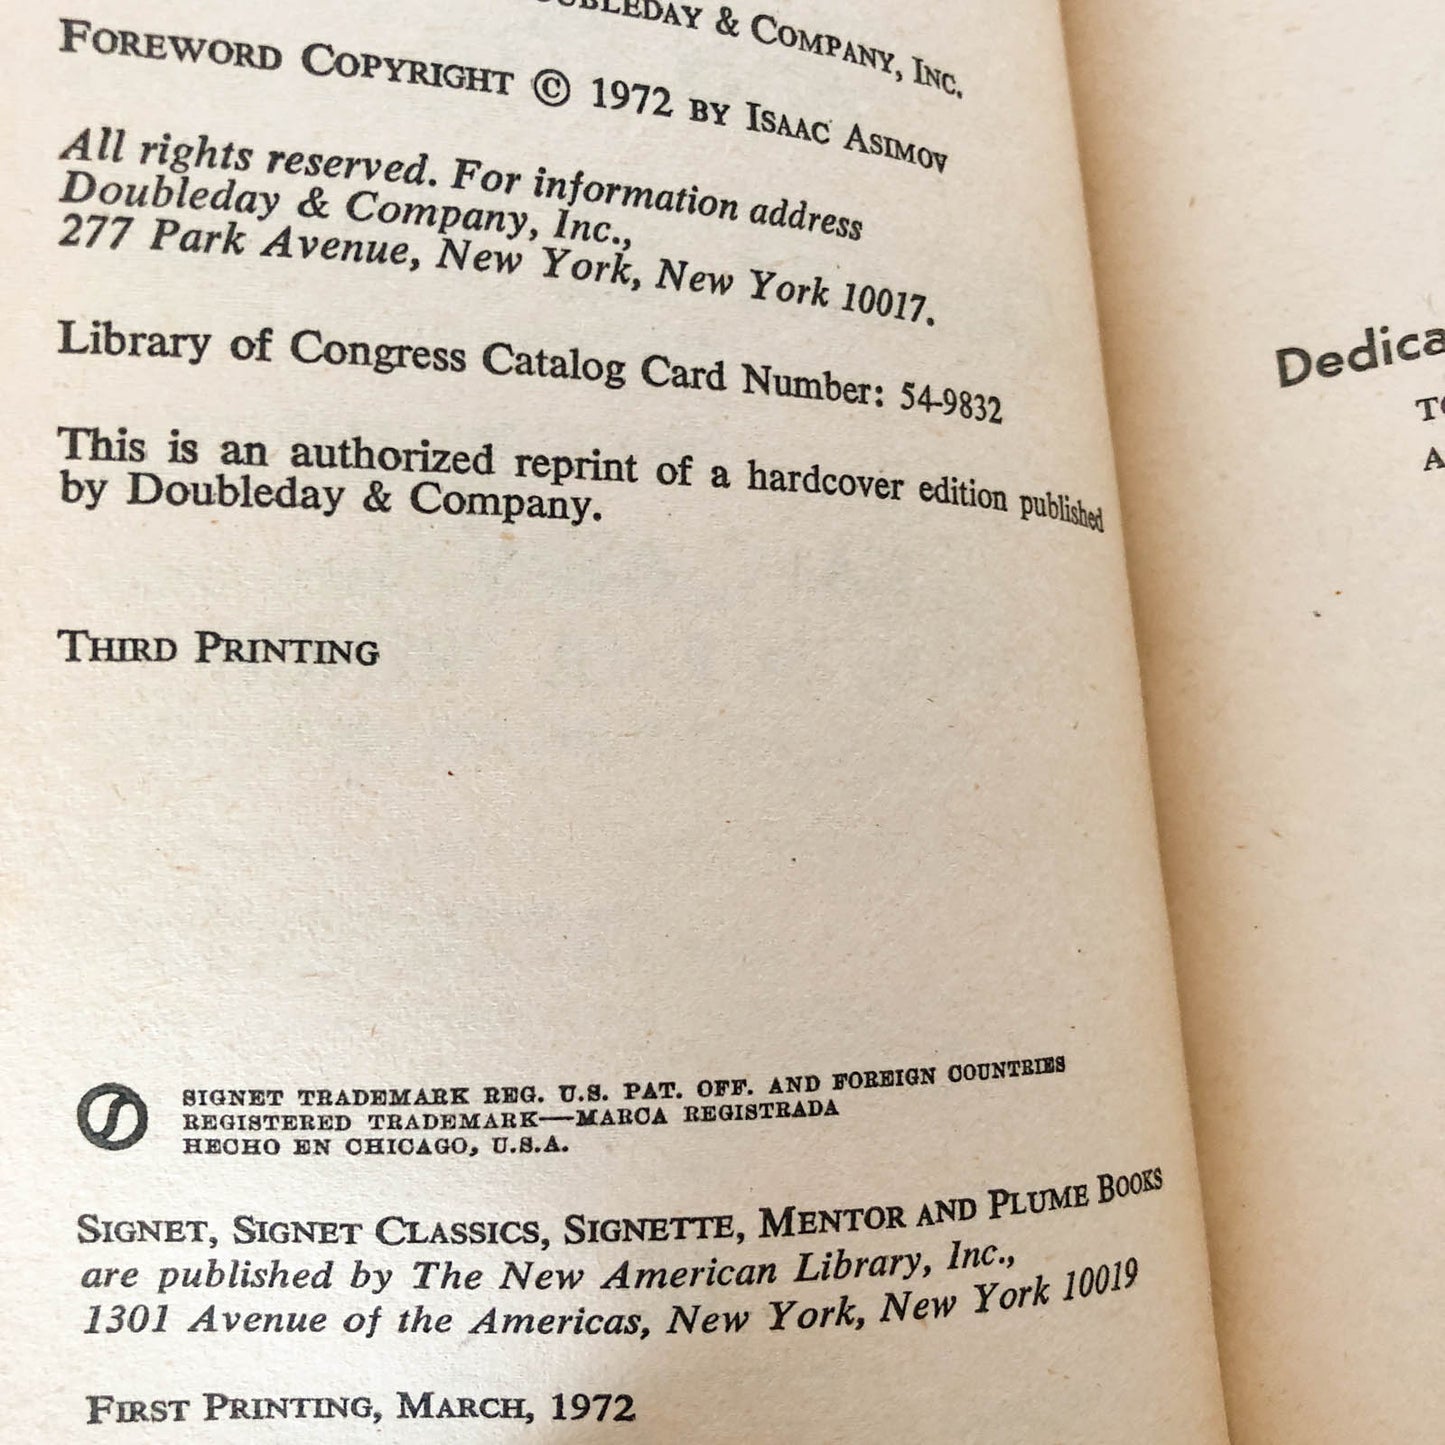 & COMPANY, INC.
FOREWORD COPYRIGHT © 1972 BY ISAAC ASIMOV
All rights reserved. For information address
Doubleday & Company, Inc.,
277 Park Avenue, New York, New York 10017.
Library of Congress Catalog Card Number: 54-9832
This is an authorized reprint of a hardcover edition published
by Doubleday & Company.
THIRD PRINTING
SIGNET TRADEMARK REG. U.S. PAT. OFF. AND FOREIGN COUNTRIES
REGISTERED TRADEMARK—MARCA REGISTRADA
HECHO EN CHICAGO, U.S.A.
SIGNET, SIGNET CLASSICS, SIGNETTE, MENTOR AND PLUME BOOKS
are published by The New American Library, Inc.,
1301 Avenue of the Americas, New York, New York 10019
FIRST PRINTING, MARCH, 1972
Dedica